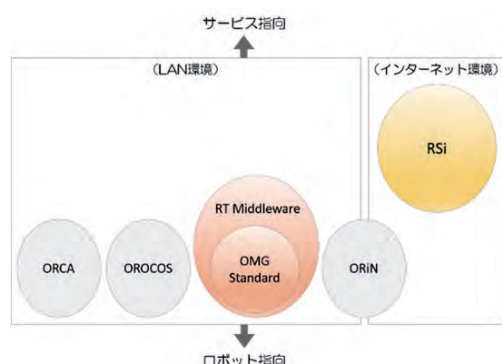 サービス指向
(LAN環境)
(インターネット環境)
RSi
RT Middleware
ORCA
OROCOS
OMG
Standard
ORiN
ロボット指向